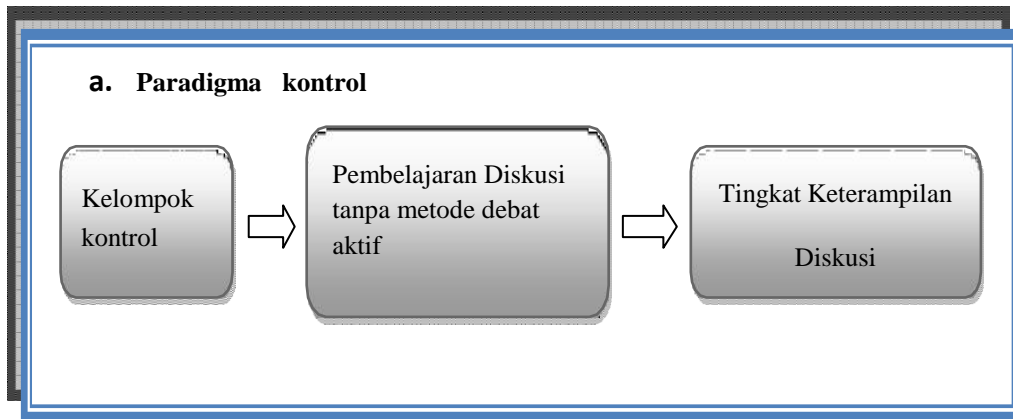 a. Paradigma kontrol
Kelompok
kontrol
Pembelajaran Diskusi
tanpa metode debat
aktif
Tingkat Keterampilan
Diskusi